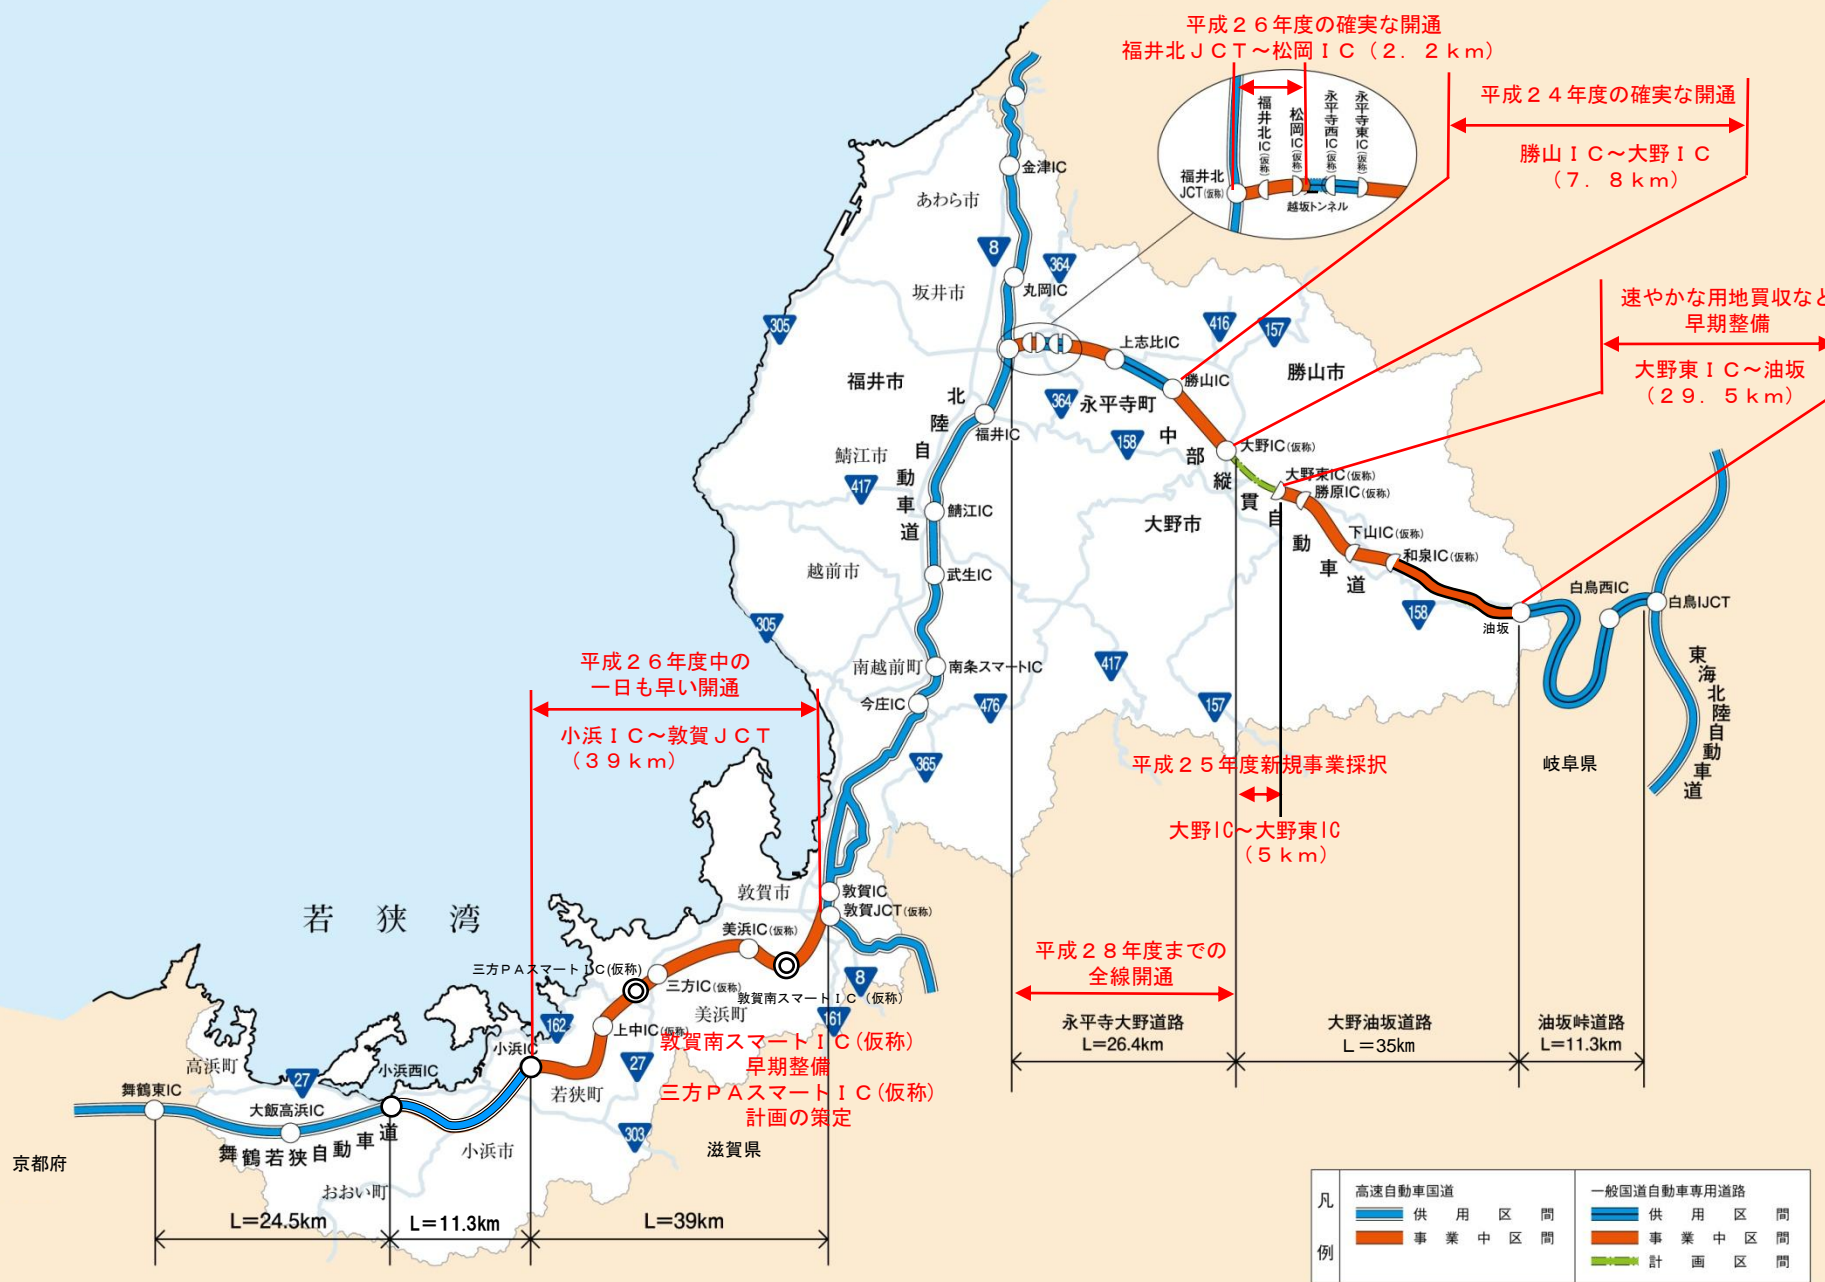 平成２６年度の確実な開通
福井北ＪＣＴ～松岡ＩＣ（２．２ｋｍ）
平成２４年度の確実な開通
勝山ＩＣ～大野ＩＣ
（７．８ｋｍ）
福井北IC(仮称)
松岡IC(仮称)
永平寺西IC(仮称)
永平寺東IC(仮称)
福井北
JCT(仮称)
越坂トンネル
速やかな用地買収など
早期整備
大野東ＩＣ～油坂
（２９．５ｋｍ）
金津IC
あわら市
8
364
丸岡IC
坂井市
305
416
157
上志比IC
勝山IC
勝山市
福井市
364
永平寺町
北陸自動車道
福井IC
158
中部縦貫自動車道
大野IC(仮称)
鯖江市
417
大野東IC(仮称)
勝原IC(仮称)
鯖江IC
大野市
下山IC(仮称)
和泉IC(仮称)
越前市
武生IC
白鳥西IC
白鳥IJCT
158
油坂
305
平成２６年度中の
一日も早い開通
小浜ＩＣ～敦賀ＪＣＴ
（３９ｋｍ）
南越前町
南条スマートIC
417
今庄IC
476
157
東海北陸自動車道
365
平成２５年度新規事業採択
大野IC～大野東IC
（５ｋｍ）
岐阜県
敦賀市
敦賀IC
敦賀JCT(仮称)
若狭湾
美浜IC(仮称)
三方ＰＡスマートＩＣ(仮称)
三方IC(仮称)
敦賀南スマートＩＣ（仮称）
8
美浜町
161
162
上中IC(仮称)
敦賀南スマートＩＣ(仮称)
早期整備
三方ＰＡスマートＩＣ(仮称)
計画の策定
平成２８年度までの
全線開通
永平寺大野道路
L=26.4km
大野油坂道路
L=35km
油坂峠道路
L=11.3km
小浜IC
27
高浜町
小浜西IC
27
若狭町
舞鶴東IC
大飯高浜IC
舞鶴若狭自動車道
小浜市
303
滋賀県
京都府
おおい町
L=24.5km
L=11.3km
L=39km
凡例
高速自動車国道
供用区間
事業中区間
一般国道自動車専用道路
供用区間
事業中区間
計画区間